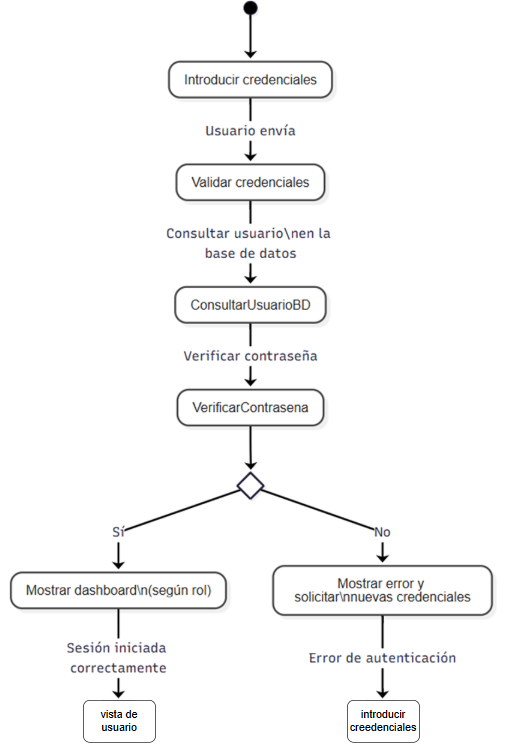 Introducir credenciales
Usuario envía
Validar credenciales
Consultar usuario\nen la
base de datos
ConsultarUsuarioBD
Verificar contraseña
VerificarContrasena
Sí
No
Mostrar dashboard\n(según rol)
Mostrar error y
solicitar\nnuevas credenciales
Sesión iniciada
correctamente
Error de autenticación
vista de
usuario
introducir
creedenciales